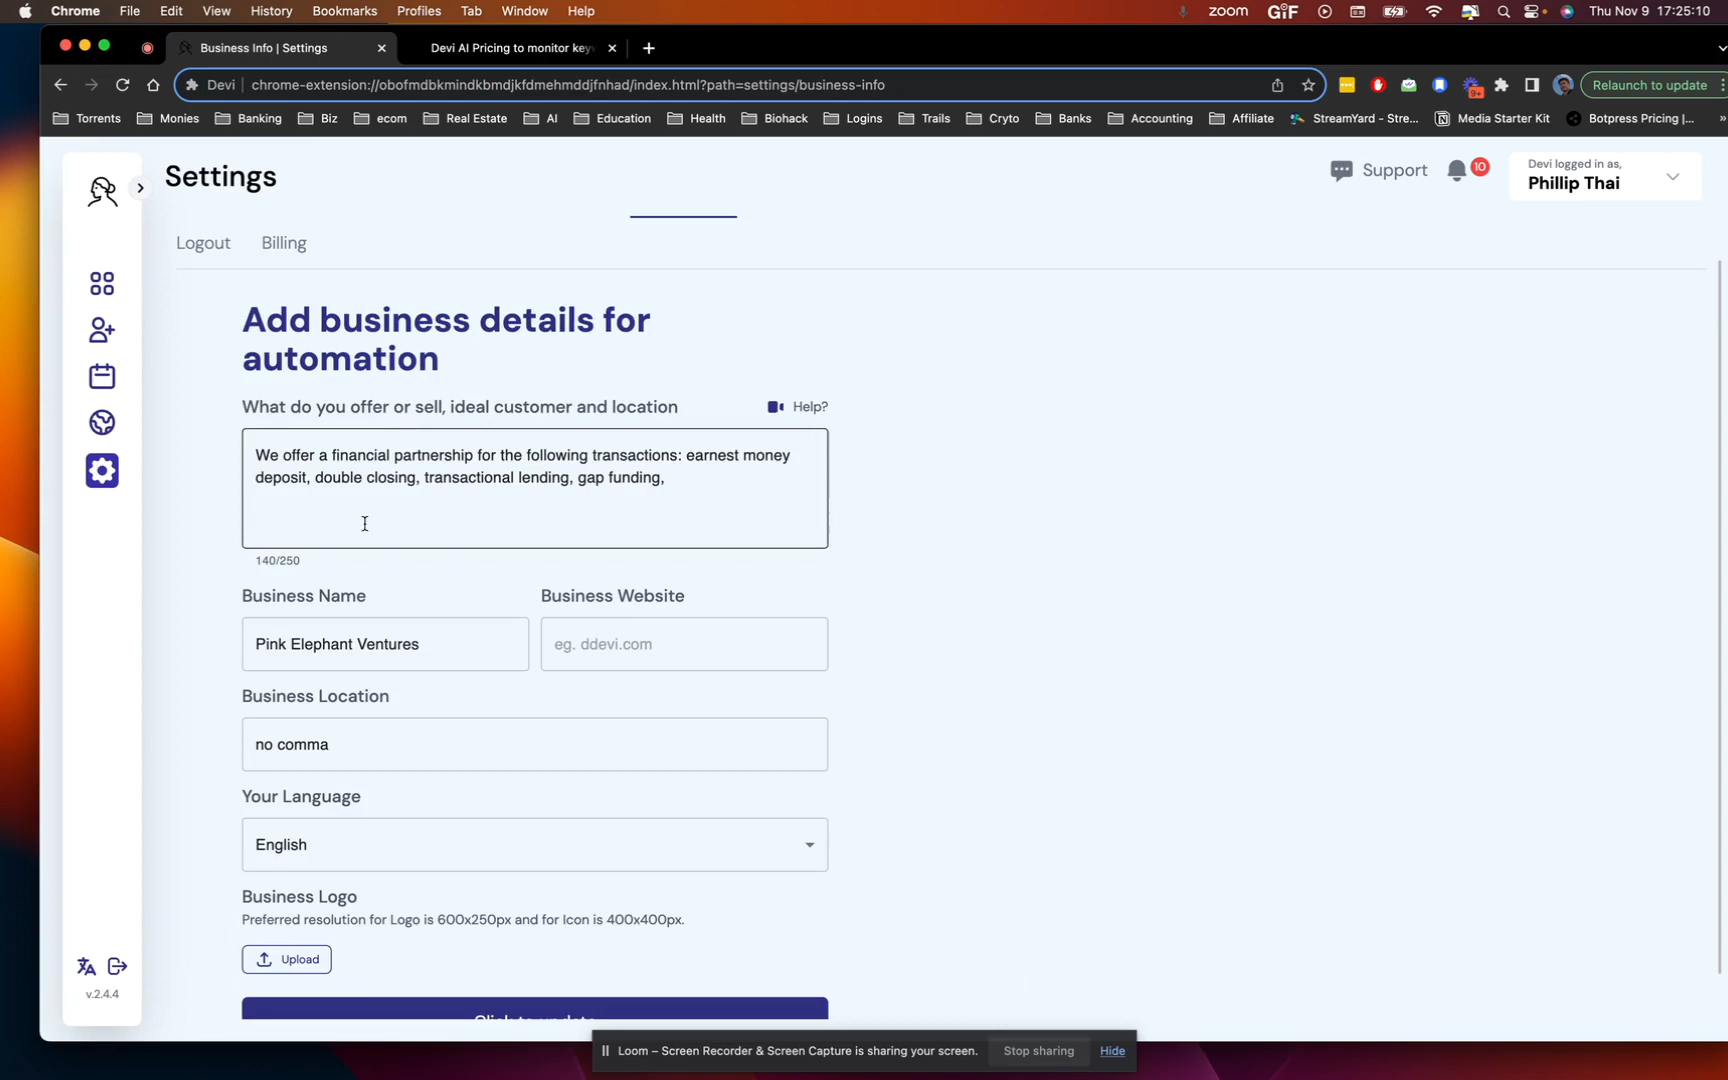 Chrome File Edit View History Bookmarks Profiles Tab Window Help zoom GIF Thu Nov 9 17:25:10
Business Info | Settings Devi AI Pricing to monitor key
Devi chrome-extension://obofmdbkmindkbmdjkfdmehmddjfnhad/index.html?path=settings/business-info 9+ Relaunch to update
Torrents Monies Banking Biz ecom Real Estate AI Education Health Biohack Logins Trails Cryto Banks Accounting Affiliate StreamYard - Stre... Media Starter Kit Botpress Pricing |... »
Settings
Support 10
Devi logged in as,
Phillip Thai
Logout Billing
Add business details for
automation
What do you offer or sell, ideal customer and location Help?
We offer a financial partnership for the following transactions: earnest money
deposit, double closing, transactional lending, gap funding,
140/250
Business Name Business Website
Pink Elephant Ventures eg. ddevi.com
Business Location
no comma
Your Language
English
Business Logo
Preferred resolution for Logo is 600x250px and for Icon is 400x400px.
Upload
v.2.4.4
Click to update
Loom – Screen Recorder & Screen Capture is sharing your screen. Stop sharing Hide